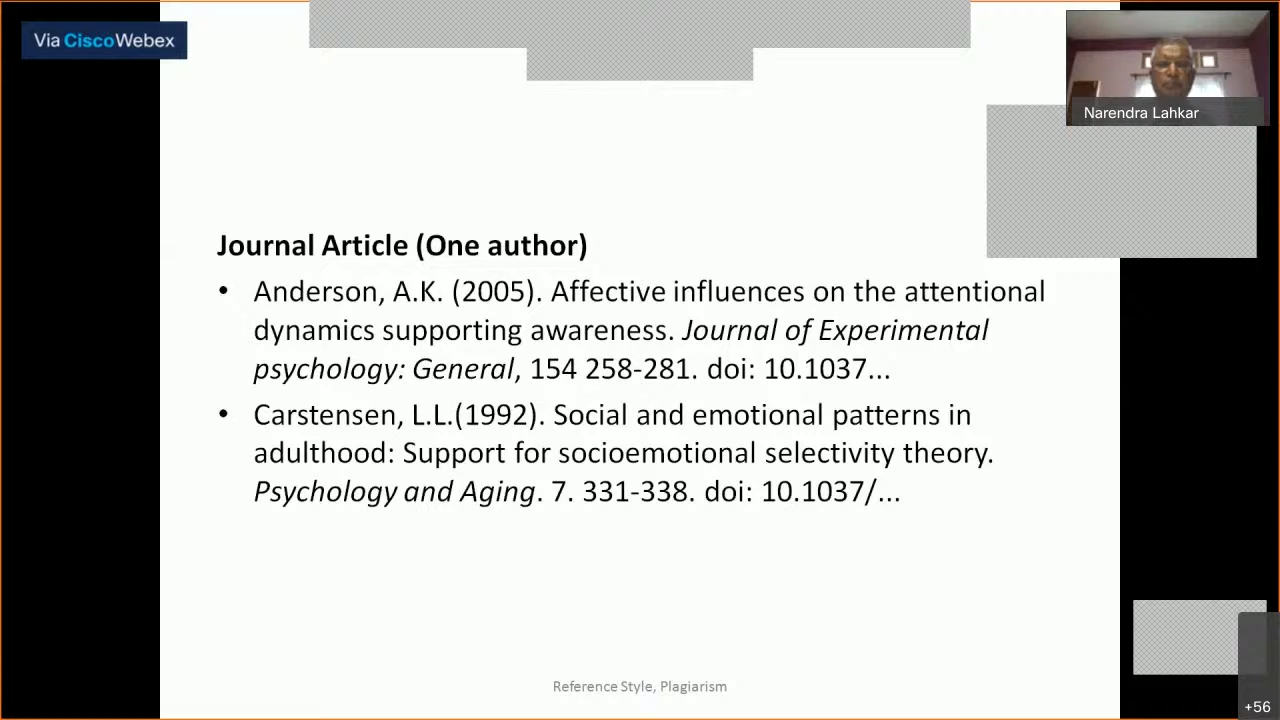 Via CiscoWebex
Narendra Lahkar
Journal Article (One author)
• Anderson, A.K. (2005). Affective influences on the attentional
dynamics supporting awareness. Journal of Experimental
psychology: General, 154 258-281. doi: 10.1037...
• Carstensen, L.L.(1992). Social and emotional patterns in
adulthood: Support for socioemotional selectivity theory.
Psychology and Aging. 7. 331-338. doi: 10.1037/...
Reference Style, Plagiarism
+56